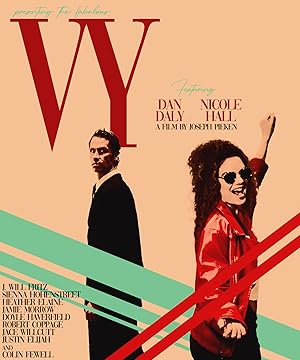 presenting the fabulous
VY
Featuring
DAN DALY
NICOLE HALL
A FILM BY JOSEPH PIEKEN
J. WILL FRITZ
SIENNA HOHENSTREET
HEATHER ELAINE
JAMIE MORROW
DOYLE HAVERFIELD
ROBERT COPPAGE
JACE WILLCUTT
JUSTIN ELIJAH
AND
COLIN FEWELL